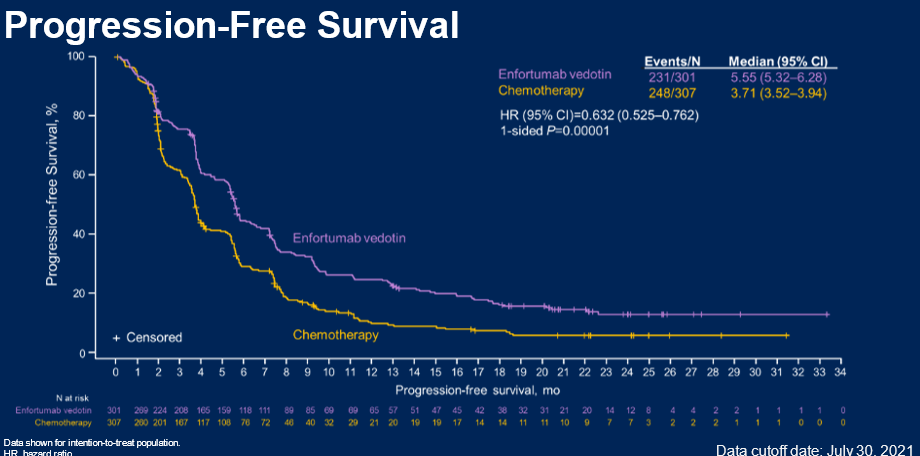 Progression-Free Survival
Events/N Median (95% CI)
Enfortumab vedotin 231/301 5.55 (5.32–6.28)
Chemotherapy 248/307 3.71 (3.52–3.94)
HR (95% CI)=0.632 (0.525–0.762)
1-sided P=0.00001
Progression-free Survival, %
100
80
60
40
20
0
Enfortumab vedotin
Chemotherapy
+ Censored
0 1 2 3 4 5 6 7 8 9 10 11 12 13 14 15 16 17 18 19 20 21 22 23 24 25 26 27 28 29 30 31 32 33 34
Progression-free survival, mo
N at risk
Enfortumab vedotin 301 269 224 208 165 159 118 111 89 85 69 69 65 57 51 47 45 42 38 32 31 21 20 14 12 8 4 4 2 2 1 1 1 1 0
Chemotherapy 307 260 201 167 117 108 76 72 46 40 32 29 21 20 19 19 17 14 14 11 11 10 9 7 7 3 2 2 2 1 1 1 0 0 0
Data shown for intention-to-treat population.
HR, hazard ratio.
Data cutoff date: July 30, 2021